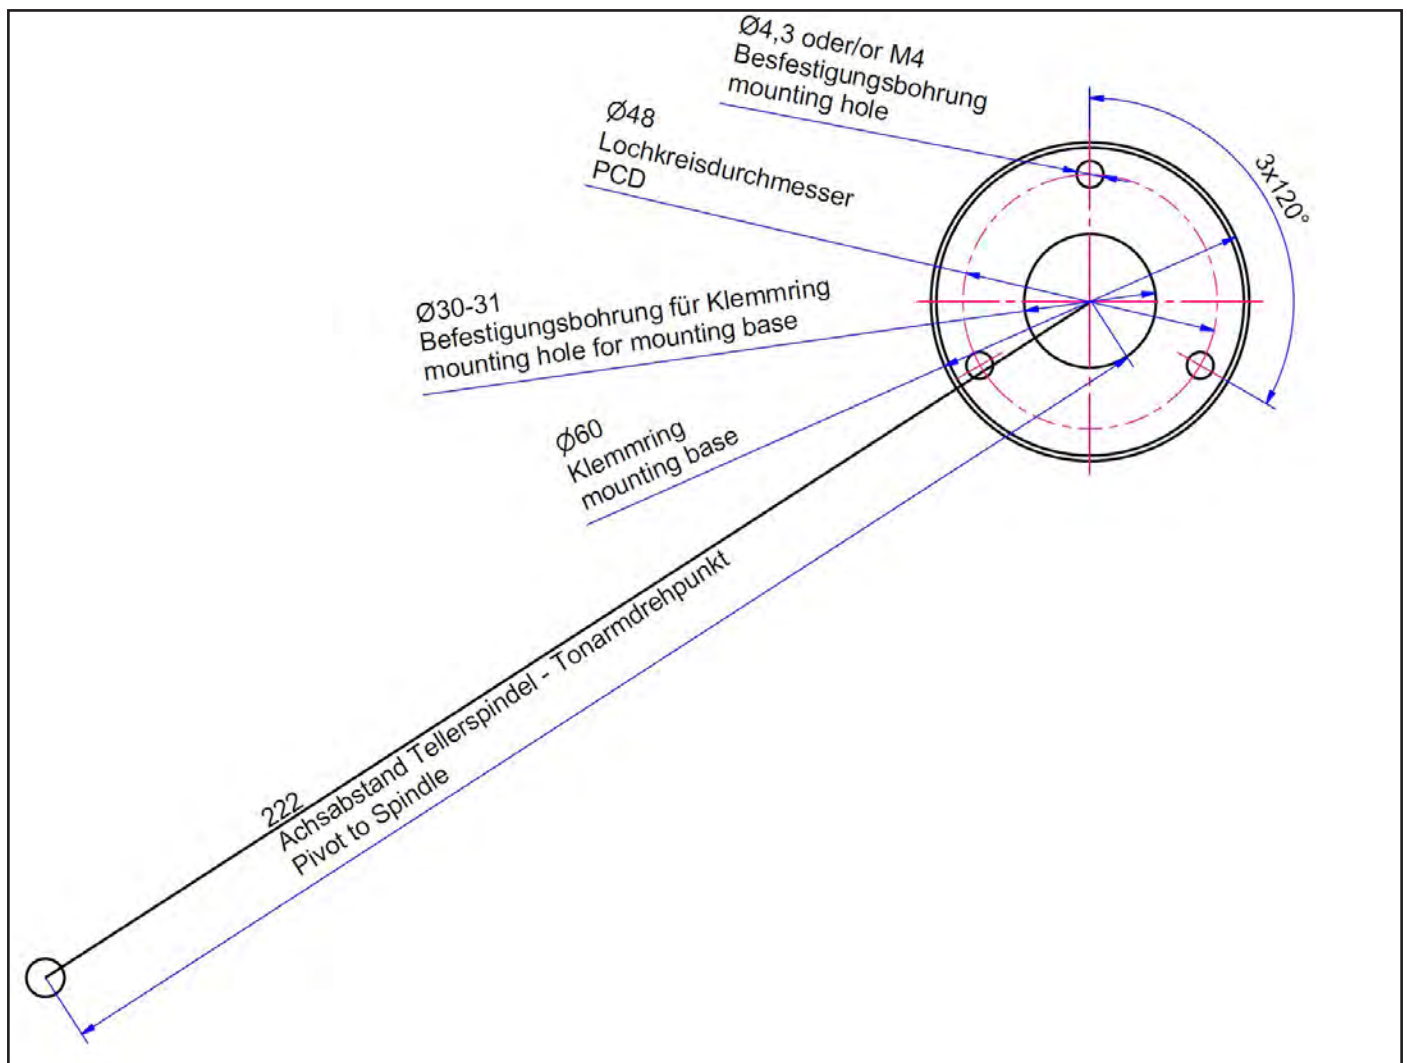 Ø4,3 oder/or M4
Besfestigungsbohrung
mounting hole
Ø48
Lochkreisdurchmesser
PCD
3x120°
Ø30-31
Befestigungsbohrung für Klemmring
mounting hole for mounting base
Ø60
Klemmring
mounting base
222
Achsabstand Tellerspindel - Tonarmdrehpunkt
Pivot to Spindle